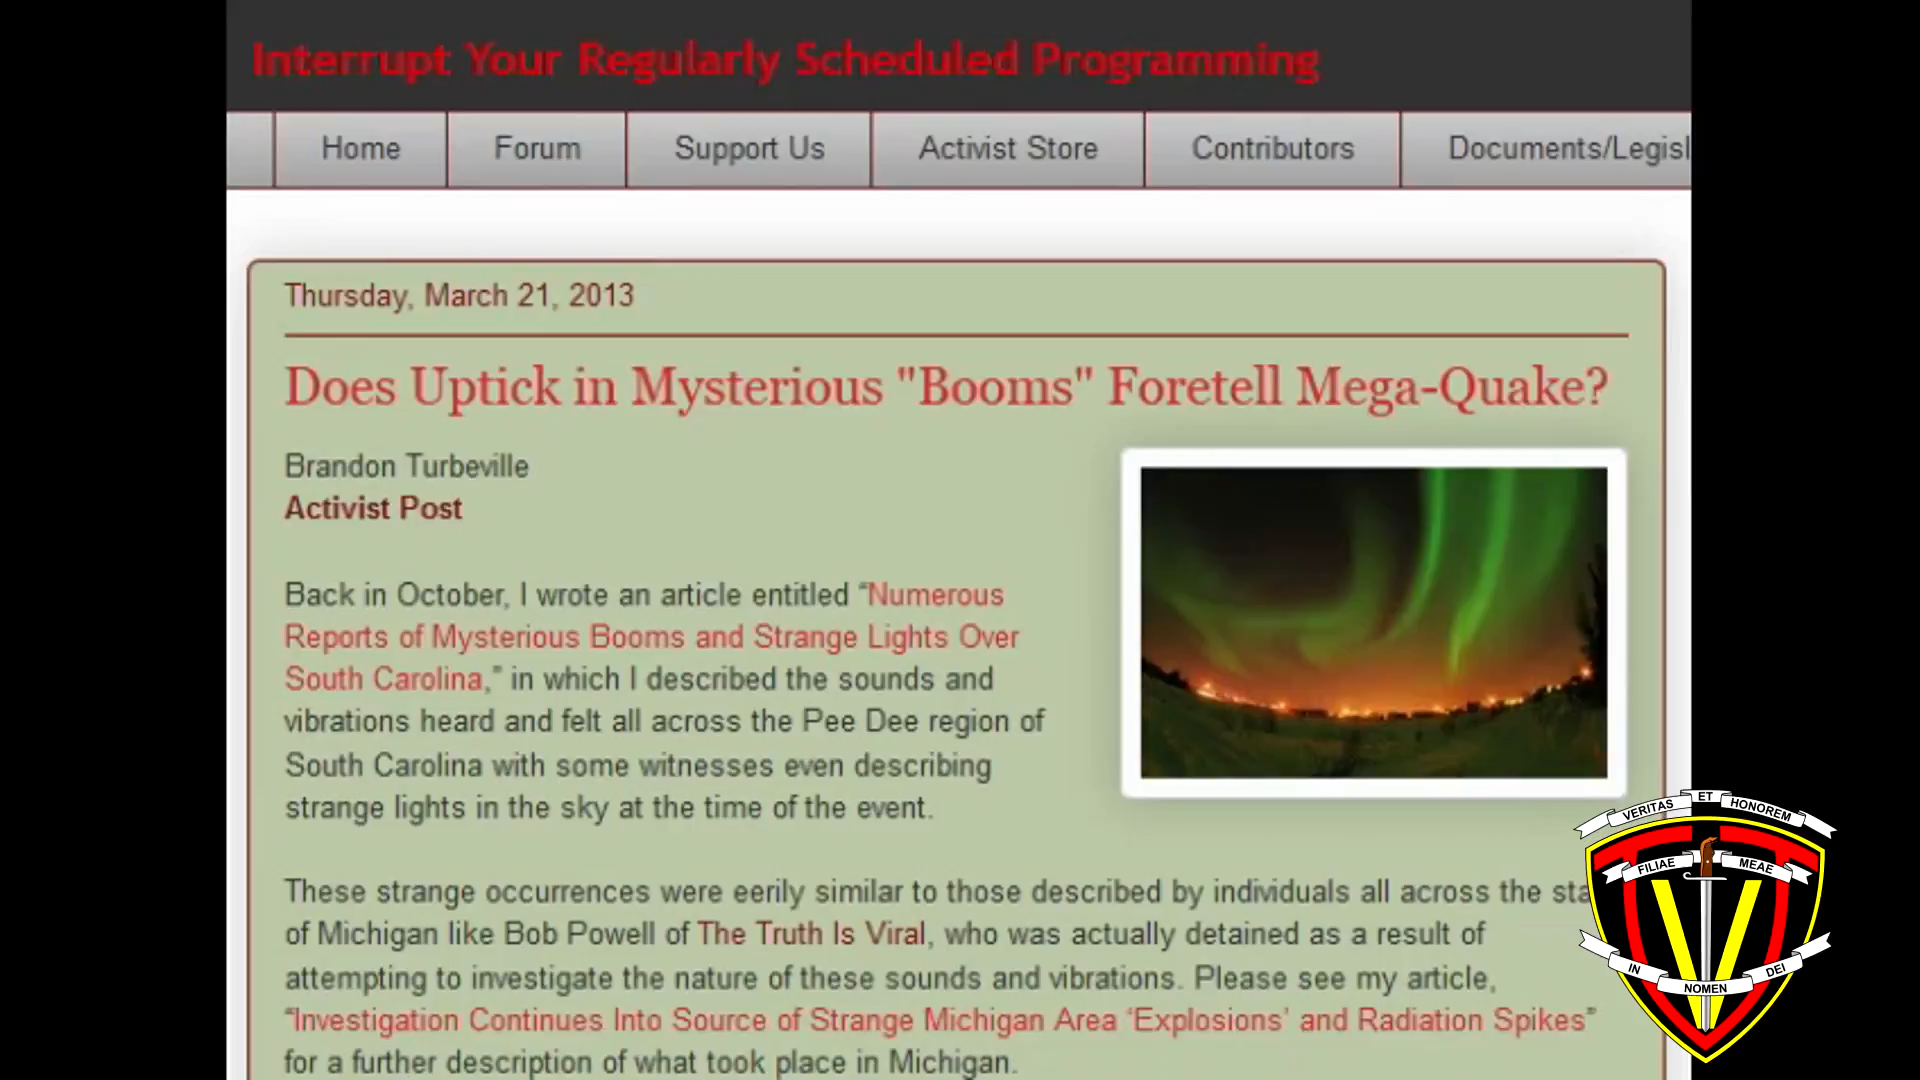 Interrupt Your Regularly Scheduled Programming
Home Forum Support Us Activist Store Contributors Documents/Legisl
Thursday, March 21, 2013
Does Uptick in Mysterious "Booms" Foretell Mega-Quake?
Brandon Turbeville
Activist Post
Back in October, I wrote an article entitled “Numerous
Reports of Mysterious Booms and Strange Lights Over
South Carolina,” in which I described the sounds and
vibrations heard and felt all across the Pee Dee region of
South Carolina with some witnesses even describing
strange lights in the sky at the time of the event.
These strange occurrences were eerily similar to those described by individuals all across the sta
of Michigan like Bob Powell of The Truth Is Viral, who was actually detained as a result of
attempting to investigate the nature of these sounds and vibrations. Please see my article,
“Investigation Continues Into Source of Strange Michigan Area ‘Explosions’ and Radiation Spikes”
for a further description of what took place in Michigan.
VERITAS ET HONOREM
FILIAE MEAE
IN NOMEN DEI